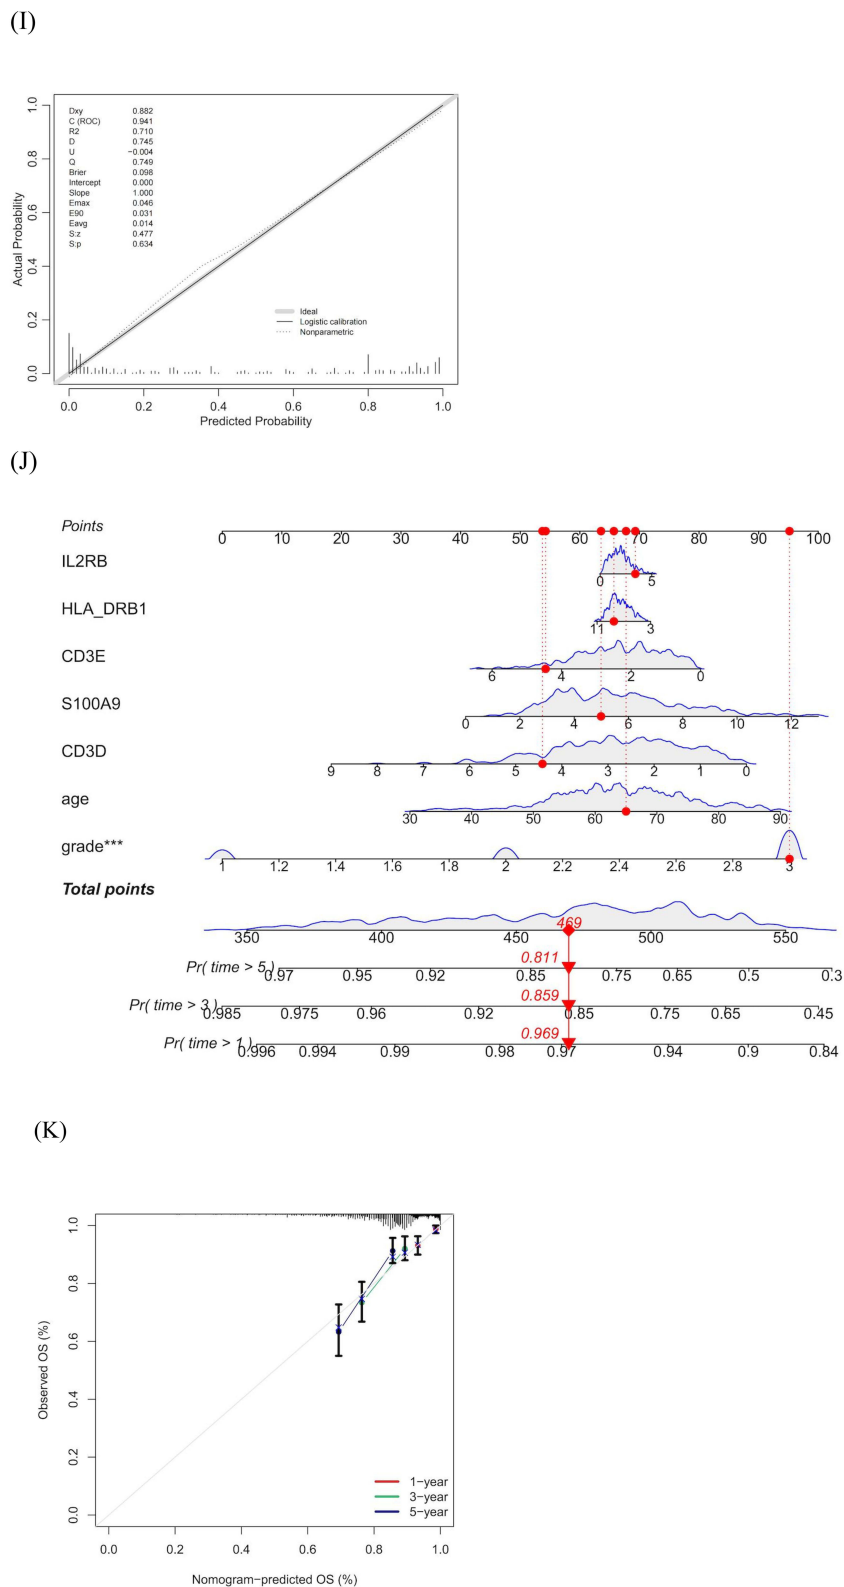 (I)
Dxy 0.882
C (ROC) 0.941
R2 0.710
D 0.745
U −0.004
Q 0.749
Brier 0.098
Intercept 0.000
Slope 1.000
Emax 0.046
E90 0.031
Eavg 0.014
S:z 0.477
S:p 0.634
Actual Probability
0.0 0.2 0.4 0.6 0.8 1.0
Ideal
Logistic calibration
Nonparametric
0.0 0.2 0.4 0.6 0.8 1.0
Predicted Probability
(J)
Points
0 10 20 30 40 50 60 70 80 90 100
IL2RB
0 5
HLA_DRB1
11 3
CD3E
6 4 2 0
S100A9
0 2 4 6 8 10 12
CD3D
9 8 7 6 5 4 3 2 1 0
age
30 40 50 60 70 80 90
grade***
1 1.2 1.4 1.6 1.8 2 2.2 2.4 2.6 2.8 3
Total points
469
350 400 450 500 550
0.811
Pr( time > 5 )
0.97 0.95 0.92 0.85 0.75 0.65 0.5 0.3
0.859
Pr( time > 3 )
0.985 0.975 0.96 0.92 0.85 0.75 0.65 0.45
0.969
Pr( time > 1 )
0.996 0.994 0.99 0.98 0.97 0.94 0.9 0.84
(K)
Observed OS (%)
0.0 0.2 0.4 0.6 0.8 1.0
1−year
3−year
5−year
0.0 0.2 0.4 0.6 0.8 1.0
Nomogram−predicted OS (%)